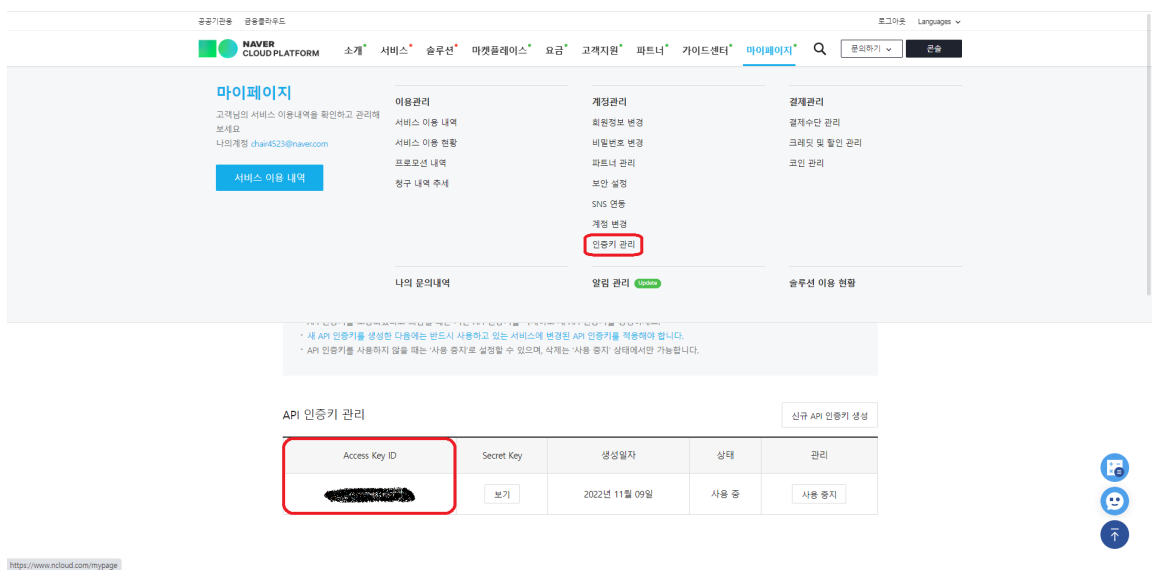 공공기관용 금융클라우드
로그아웃 Languages
NAVER
CLOUD PLATFORM
소개 서비스 솔루션 마켓플레이스 요금 고객지원 파트너 가이드센터 마이페이지 문의하기 콘솔
마이페이지
고객님의 서비스 이용내역을 확인하고 관리해
보세요
나의계정 chair4523@naver.com
서비스 이용 내역
이용관리
서비스 이용 내역
서비스 이용 현황
프로모션 내역
청구 내역 추세
계정관리
회원정보 변경
비밀번호 변경
파트너 관리
보안 설정
SNS 연동
계정 변경
인증키 관리
결제관리
결제수단 관리
크레딧 및 할인 관리
코인 관리
나의 문의내역
알림 관리 Update
솔루션 이용 현황
· 새 API 인증키를 생성한 다음에는 반드시 사용하고 있는 서비스에 변경된 API 인증키를 적용해야 합니다.
· API 인증키를 사용하지 않을 때는 '사용 중지'로 설정할 수 있으며, 삭제는 '사용 중지' 상태에서만 가능합니다.
API 인증키 관리
신규 API 인증키 생성
Access Key ID Secret Key 생성일자 상태 관리
보기 2022년 11월 09일 사용 중 사용 중지
https://www.ncloud.com/mypage